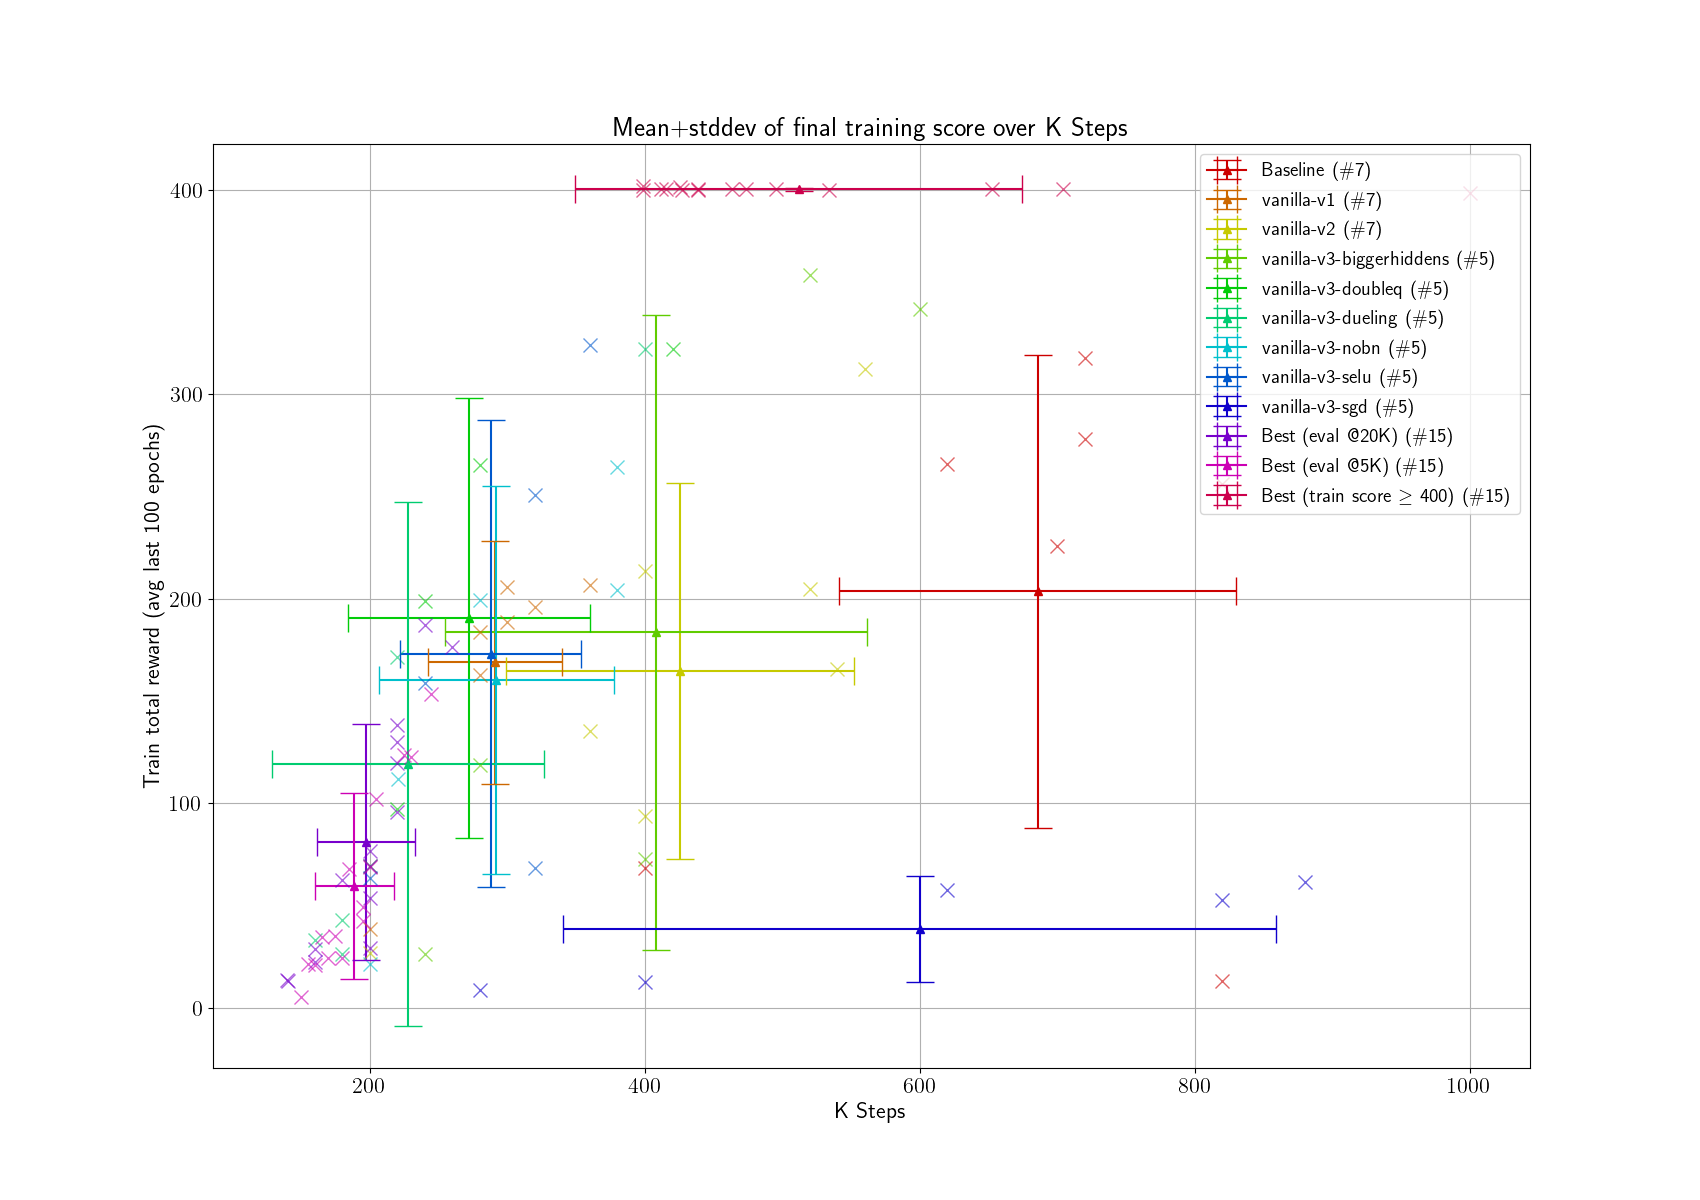 Mean+stddev of final training score over K Steps
Train total reward (avg last 100 epochs)
400
300
200
100
0
Baseline (#7)
vanilla-v1 (#7)
vanilla-v2 (#7)
vanilla-v3-biggerhiddens (#5)
vanilla-v3-doubleq (#5)
vanilla-v3-dueling (#5)
vanilla-v3-nobn (#5)
vanilla-v3-selu (#5)
vanilla-v3-sgd (#5)
Best (eval @20K) (#15)
Best (eval @5K) (#15)
Best (train score ≥ 400) (#15)
200
400
600
800
1000
K Steps